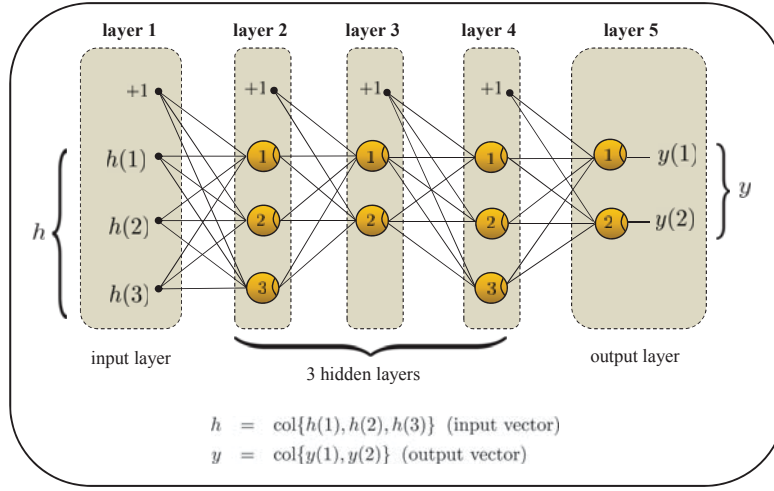 layer 1 layer 2 layer 3 layer 4 layer 5
+1 +1 +1 +1
h(1) 1 1 1 1 y(1)
h(2) 2 2 2 2 y(2)
h y
h(3) 3 3
input layer output layer
3 hidden layers
h = col{h(1), h(2), h(3)} (input vector)
y = col{y(1), y(2)} (output vector)